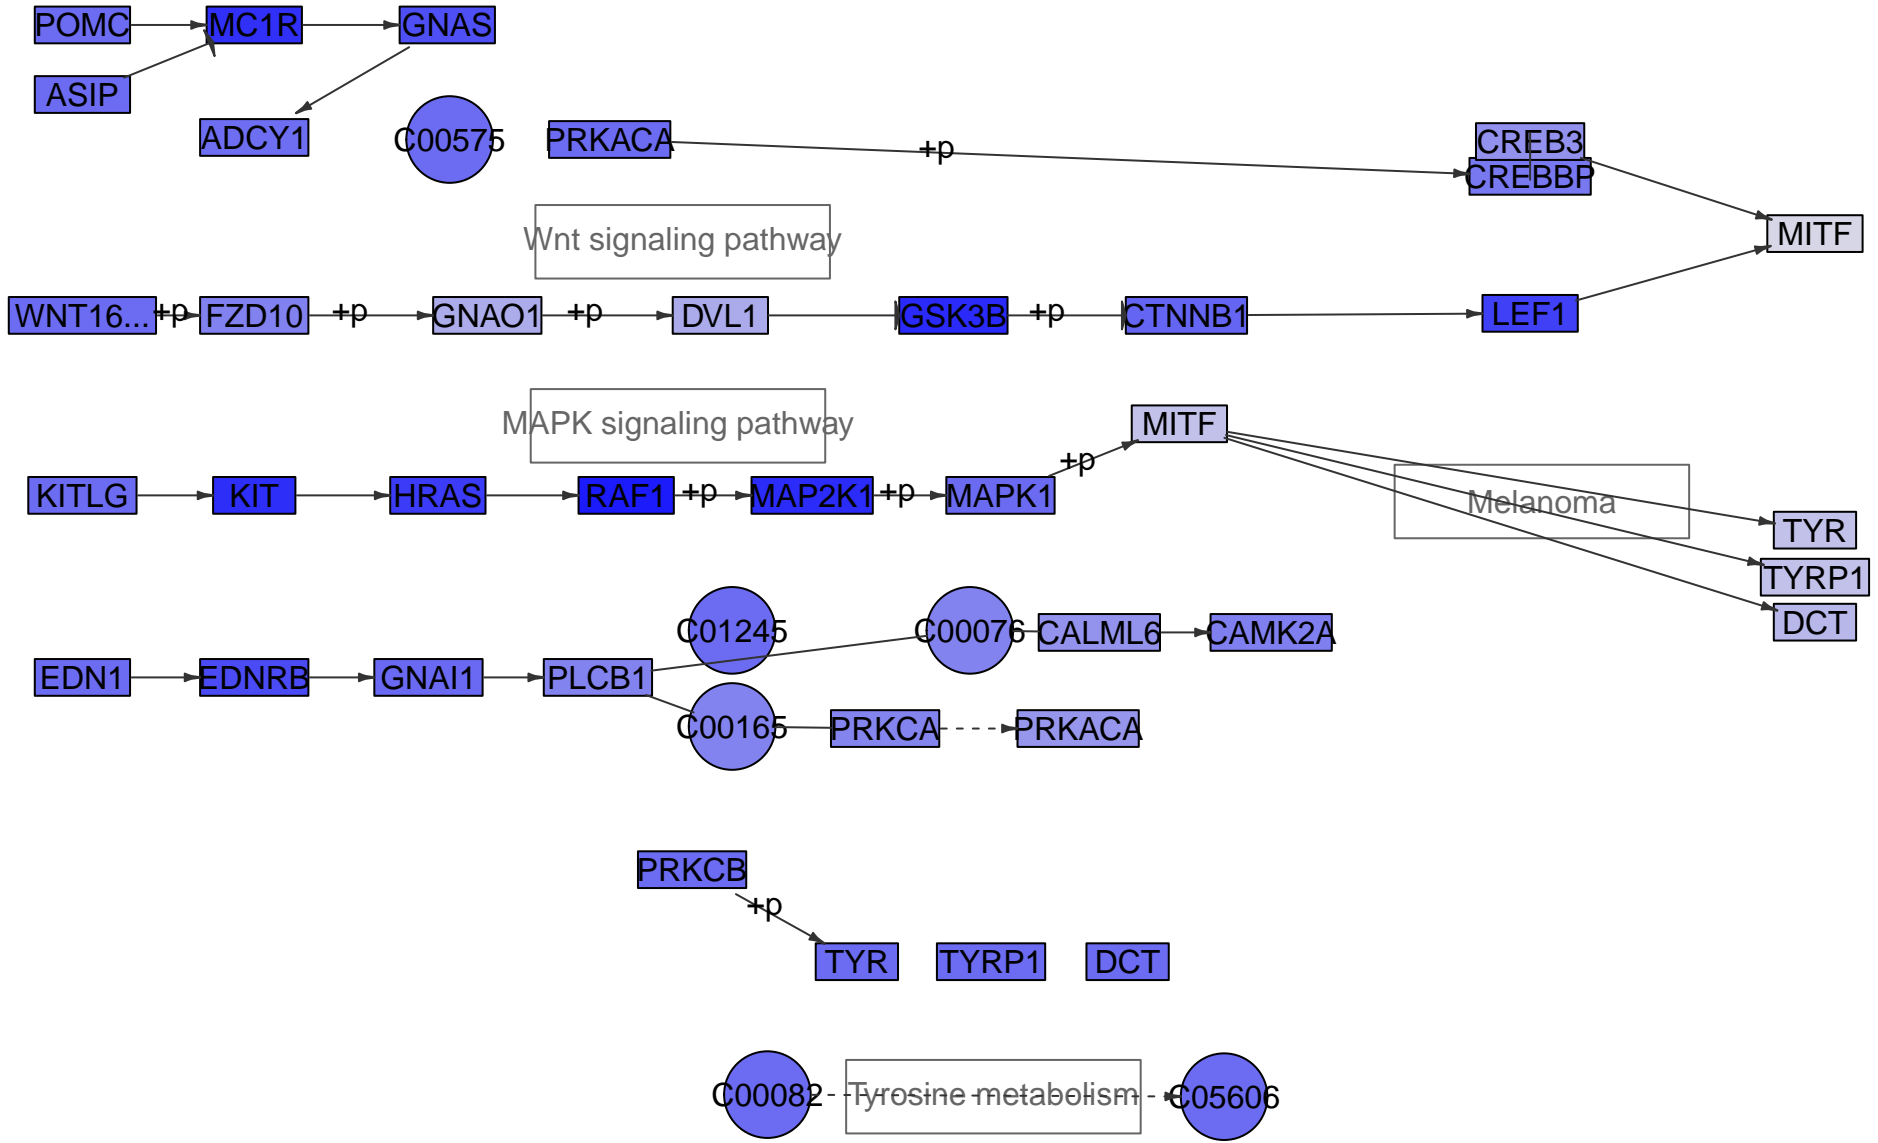 POMC
MC1R
GNAS
ASIP
ADCY1
C00575
PRKACA
+p
CREB3
CREBBP
MITF
Wnt signaling pathway
WNT16...
+p
FZD10
+p
GNAO1
+p
DVL1
GSK3B
+p
CTNNB1
LEF1
MAPK signaling pathway
MITF
+p
KITLG
KIT
HRAS
RAF1
+p
MAP2K1
+p
MAPK1
Melanoma
TYR
TYRP1
DCT
C01245
C00076
CALML6
CAMK2A
EDN1
EDNRB
GNAI1
PLCB1
C00165
PRKCA
PRKACA
PRKCB
+p
TYR
TYRP1
DCT
C00082
Tyrosine metabolism
C05606